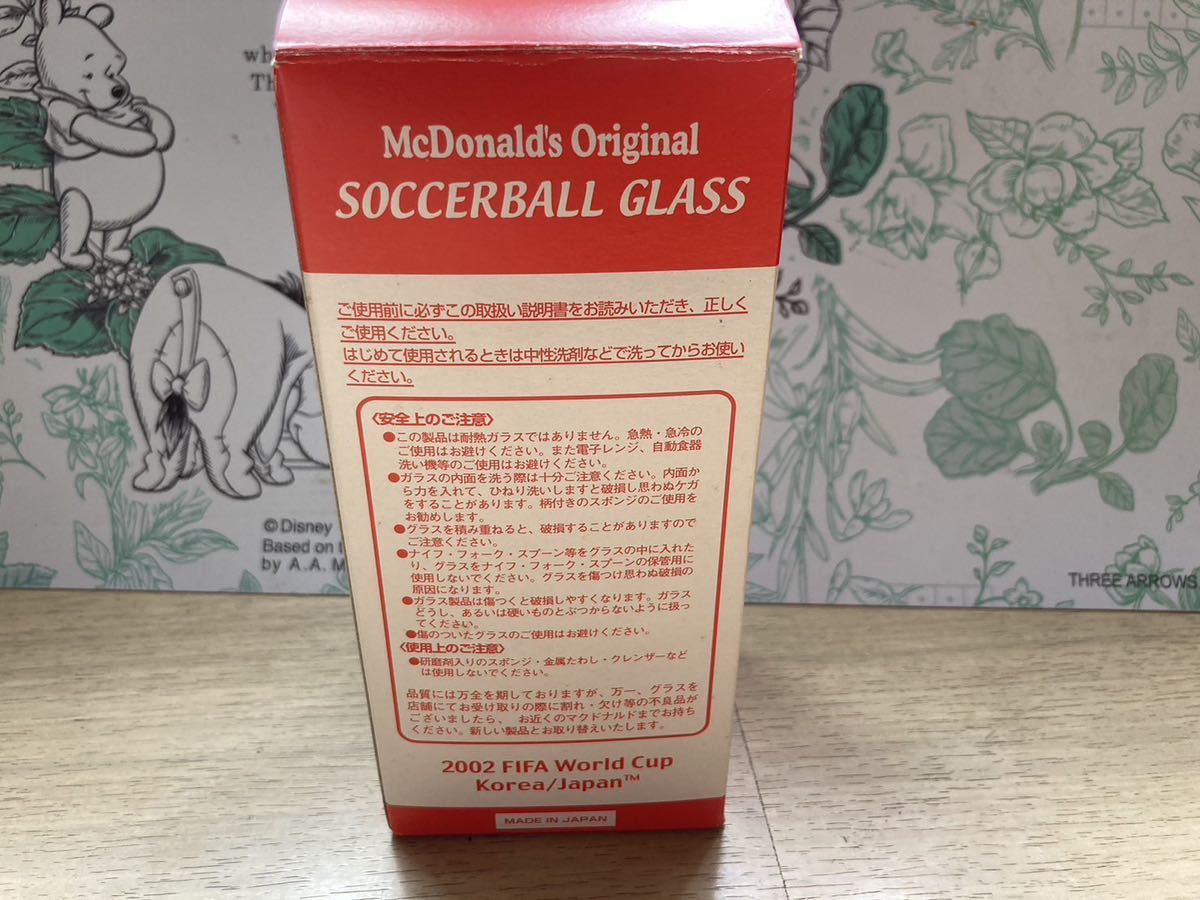 wh
Th
McDonald's Original
SOCCERBALL GLASS
ご使用前に必ずこの取扱い説明書をお読みいただき、正しく
ご使用ください。
はじめて使用されるときは中性洗剤などで洗ってからお使い
ください。
〈安全上のご注意〉
●この製品は耐熱ガラスではありません。急熱・急冷の
ご使用はお避けください。また電子レンジ、自動食器
洗い機等のご使用はお避けください。
●ガラスの内面を洗う際は十分ご注意ください。内面か
ら力を入れて、ひねり洗いしますと破損し思わぬケガ
をすることがあります。柄付きのスポンジのご使用を
お勧めします。
●グラスを積み重ねると、破損することがありますので
ご注意ください。
●ナイフ・フォーク・スプーン等をグラスの中に入れた
り、グラスをナイフ・フォーク・スプーンの保管用に
使用しないでください。グラスを傷つけ思わぬ破損の
原因になります。
●ガラス製品は傷つくと破損しやすくなります。ガラス
どうし、あるいは硬いものとぶつからないように扱っ
てください。
●傷のついたグラスのご使用はお避けください。
〈使用上のご注意〉
●研磨剤入りのスポンジ・金属たわし・クレンザーなど
は使用しないでください。
品質には万全を期しておりますが、万一、グラスを
店舗にてお受け取りの際に割れ・欠け等の不良品が
ございましたら、 お近くのマクドナルドまでお持ち
ください。新しい製品とお取り替えいたします。
2002 FIFA World Cup
Korea/Japan™
MADE IN JAPAN
© Disney
Based on t
by A.A. M
THREE ARROWS